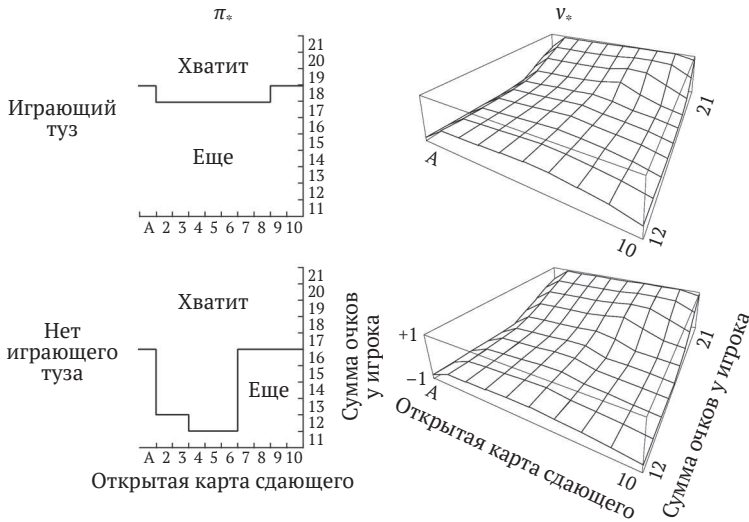 π*
v*
Играющий
туз
Хватит
Еще
21
20
19
18
17
16
15
14
13
12
11
A 2 3 4 5 6 7 8 9 10
A
10
12
21
Нет
играющего
туза
Хватит
Еще
21
20
19
18
17
16
15
14
13
12
11
A 2 3 4 5 6 7 8 9 10
Открытая карта сдающего
Сумма очков
у игрока
+1
−1
A
10
12
21
Открытая карта сдающего
Сумма очков у игрока